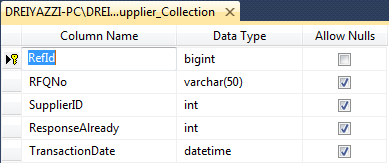 DREIYAZZI-PC\DREI...upplier_Collection
Column Name Data Type Allow Nulls
RefId bigint
RFQNo varchar(50)
SupplierID int
ResponseAlready int
TransactionDate datetime